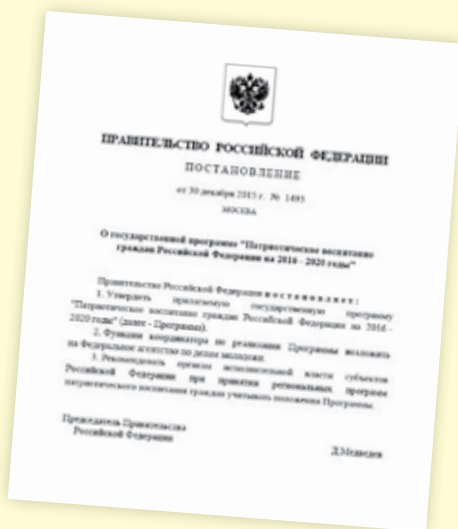 ПРАВИТЕЛЬСТВО РОССИЙСКОЙ ФЕДЕРАЦИИ
ПОСТАНОВЛЕНИЕ
от 30 декабря 2015 г. № 1493
МОСКВА
О государственной программе "Патриотическое воспитание
граждан Российской Федерации на 2016 - 2020 годы"
Правительство Российской Федерации постановляет:
1. Утвердить прилагаемую государственную программу
"Патриотическое воспитание граждан Российской Федерации на 2016 -
2020 годы" (далее - Программа).
2. Функции координатора по реализации Программы возложить
на Федеральное агентство по делам молодежи.
3. Рекомендовать органам исполнительной власти субъектов
Российской Федерации при принятии региональных программ
патриотического воспитания граждан учитывать положения Программы.
Председатель Правительства
Российской Федерации
Д.Медведев